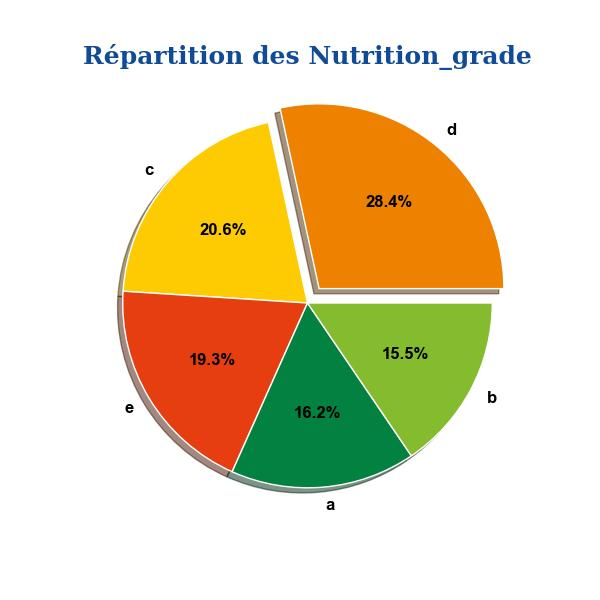 Répartition des Nutrition_grade
d
28.4%
c
20.6%
e
19.3%
a
16.2%
b
15.5%